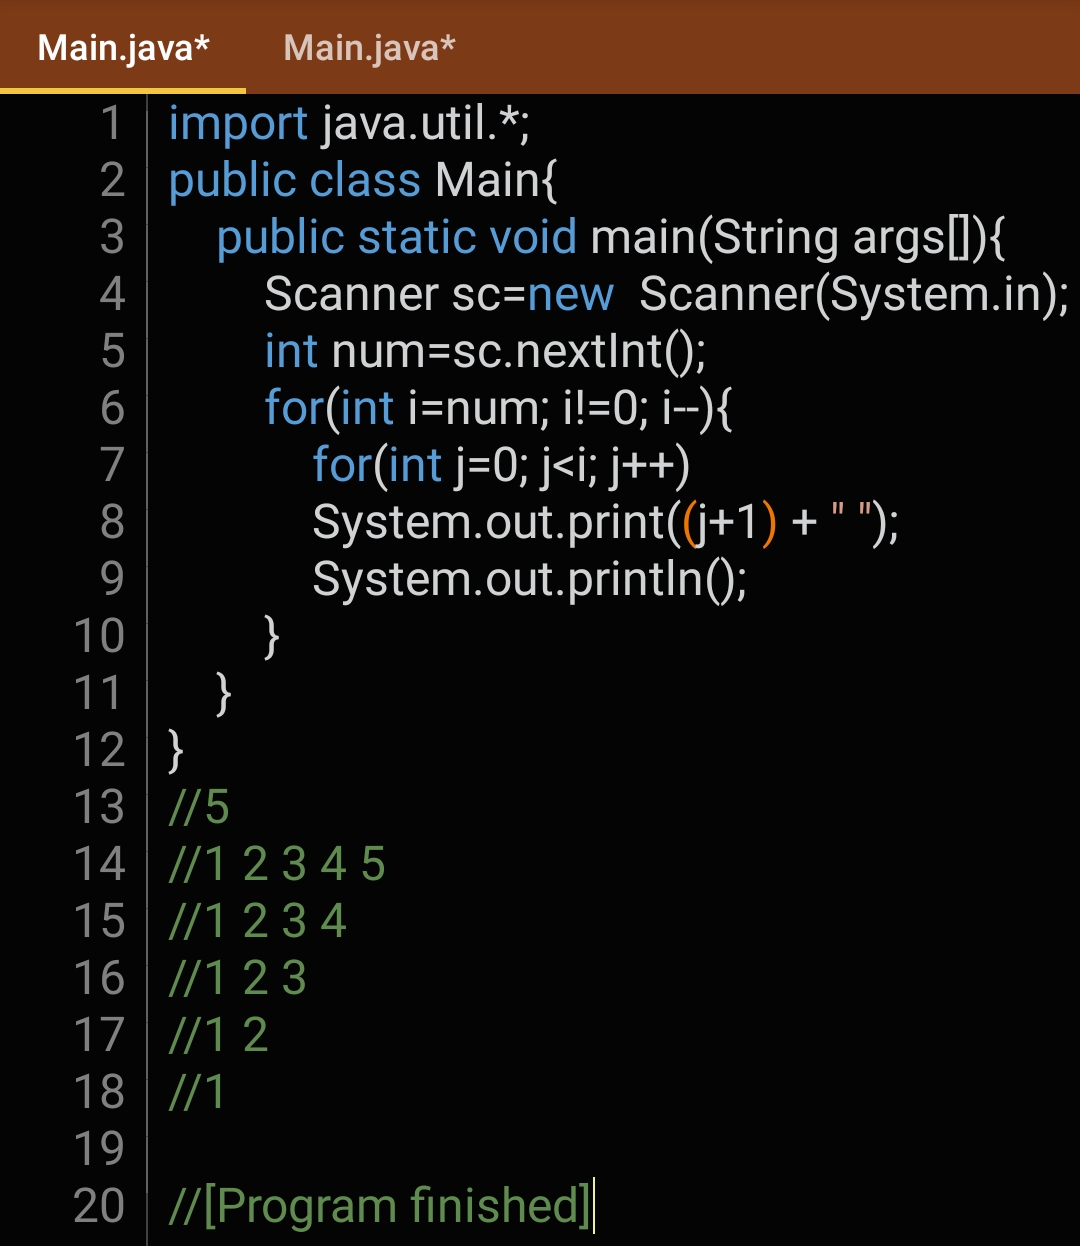 Main.java* Main.java*
1 import java.util.*;
2 public class Main{
3 public static void main(String args[]){
4 Scanner sc=new  Scanner(System.in);
5 int num=sc.nextInt();
6 for(int i=num; i!=0; i--){
7 for(int j=0; j<i; j++)
8 System.out.print((j+1) + " ");
9 System.out.println();
10 }
11 }
12 }
13 //5
14 //1 2 3 4 5
15 //1 2 3 4
16 //1 2 3
17 //1 2
18 //1
19
20 //[Program finished]